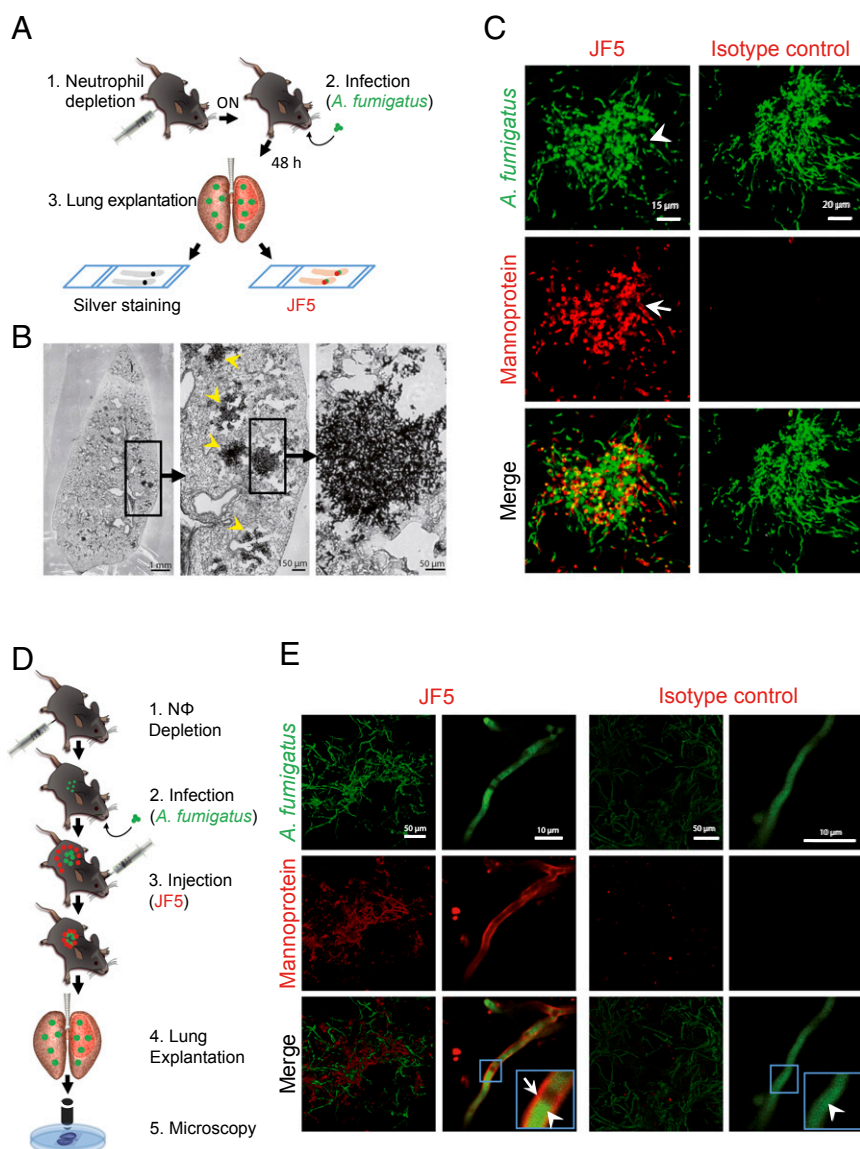 A
1. Neutrophil
depletion
ON
2. Infection
(A. fumigatus)
48 h
3. Lung explantation
Silver staining
JF5
B
1 mm
150 µm
50 µm
C
JF5
Isotype control
A. fumigatus
15 µm
20 µm
Mannoprotein
Merge
D
1. NΦ
Depletion
2. Infection
(A. fumigatus)
3. Injection
(JF5)
4. Lung
Explantation
5. Microscopy
E
JF5
Isotype control
A. fumigatus
50 µm
10 µm
50 µm
10 µm
Mannoprotein
Merge